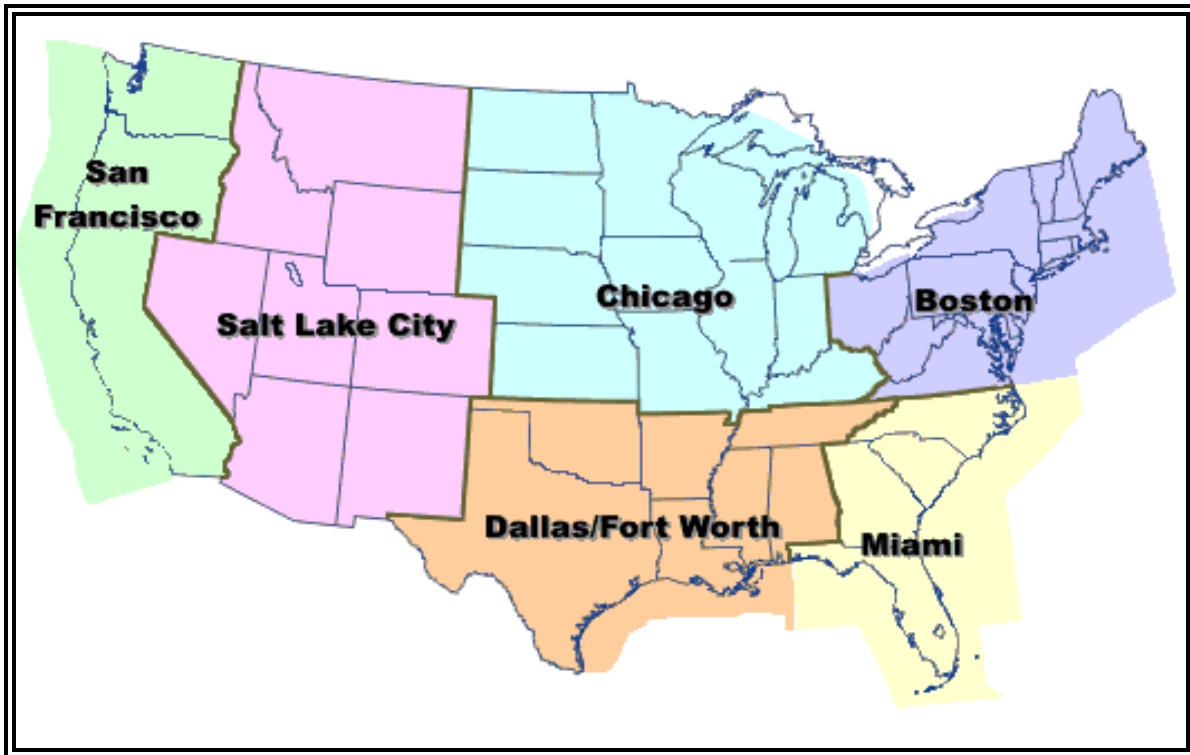 San
Francisco
Salt Lake City
Chicago
Boston
Dallas/Fort Worth
Miami